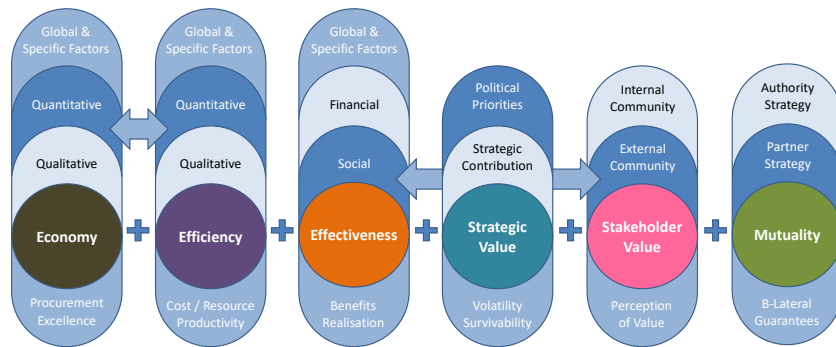 Global &
Specific Factors
Quantitative
Qualitative
Economy
Procurement
Excellence
Global &
Specific Factors
Quantitative
Qualitative
Efficiency
Cost / Resource
Productivity
Global &
Specific Factors
Financial
Social
Effectiveness
Benefits
Realisation
Political
Priorities
Strategic
Contribution
Strategic
Value
Volatility
Survivability
Internal
Community
External
Community
Stakeholder
Value
Perception
of Value
Authority
Strategy
Partner
Strategy
Mutuality
B-Lateral
Guarantees